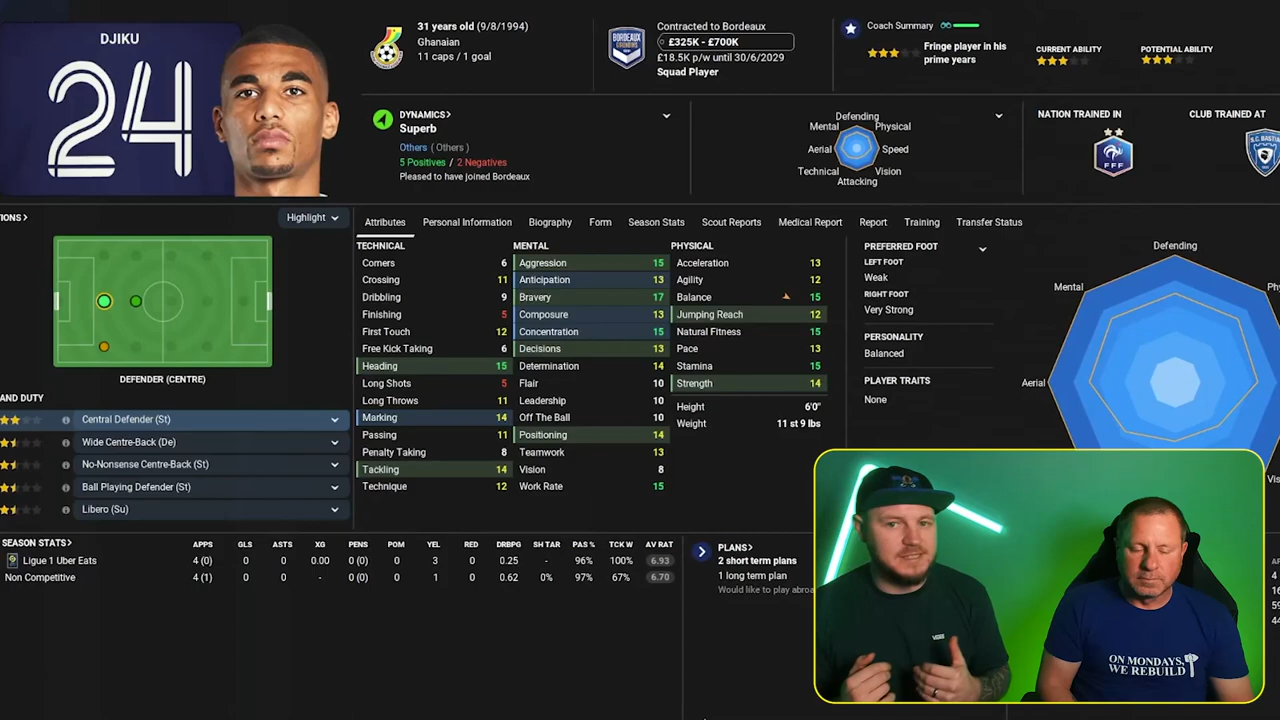 DJIKU
24
31 years old (9/8/1994)
Ghanaian
11 caps / 1 goal
BORDEAUX
Contracted to Bordeaux
£325K - £700K
£18.5K p/w until 30/6/2029
Squad Player
Coach Summary
Fringe player in his
prime years
CURRENT ABILITY
POTENTIAL ABILITY
DYNAMICS>
Superb
Others ( Others )
5 Positives / 2 Negatives
Pleased to have joined Bordeaux
Defending
Mental Physical
Aerial Speed
Technical Vision
Attacking
NATION TRAINED IN
FFF
CLUB TRAINED AT
S.C. BASTIA
IONS>
Highlight
DEFENDER (CENTRE)
AND DUTY
Central Defender (St)
Wide Centre-Back (De)
No-Nonsense Centre-Back (St)
Ball Playing Defender (St)
Libero (Su)
Attributes Personal Information Biography Form Season Stats Scout Reports Medical Report Report Training Transfer Status
TECHNICAL
Corners 6
Crossing 11
Dribbling 9
Finishing 5
First Touch 12
Free Kick Taking 6
Heading 15
Long Shots 5
Long Throws 11
Marking 14
Passing 11
Penalty Taking 8
Tackling 14
Technique 12
MENTAL
Aggression 15
Anticipation 13
Bravery 17
Composure 13
Concentration 15
Decisions 13
Determination 14
Flair 10
Leadership 10
Off The Ball 10
Positioning 14
Teamwork 13
Vision 8
Work Rate 15
PHYSICAL
Acceleration 13
Agility 12
Balance 15
Jumping Reach 12
Natural Fitness 15
Pace 13
Stamina 15
Strength 14
Height 6'0"
Weight 11 st 9 lbs
PREFERRED FOOT
LEFT FOOT
Weak
RIGHT FOOT
Very Strong
PERSONALITY
Balanced
PLAYER TRAITS
None
Defending
Mental
Aerial
SEASON STATS> APPS GLS ASTS XG PENS POM YEL RED DRBPG SH TAR PAS % TCK W AV RAT
Ligue 1 Uber Eats 4 (0) 0 0 0.00 0 (0) 0 3 0 0.25 - 96% 100% 6.93
Non Competitive 4 (1) 0 0 - 0 (0) 0 1 0 0.62 0% 97% 67% 6.70
PLANS>
2 short term plans
1 long term plan
Would like to play abroa
VANS
ON MONDAYS,
WE REBUILD